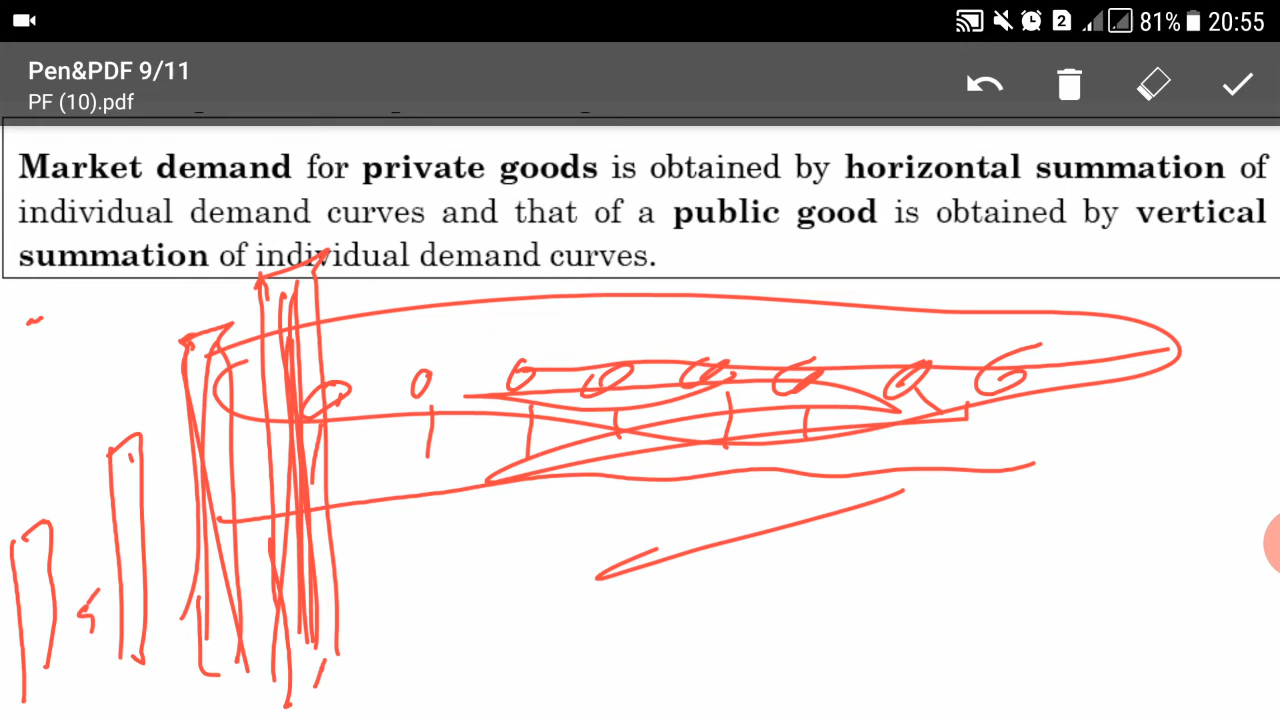 2 81% 20:55
Pen&PDF 9/11
PF (10).pdf
Market demand for private goods is obtained by horizontal summation of
individual demand curves and that of a public good is obtained by vertical
summation of individual demand curves.